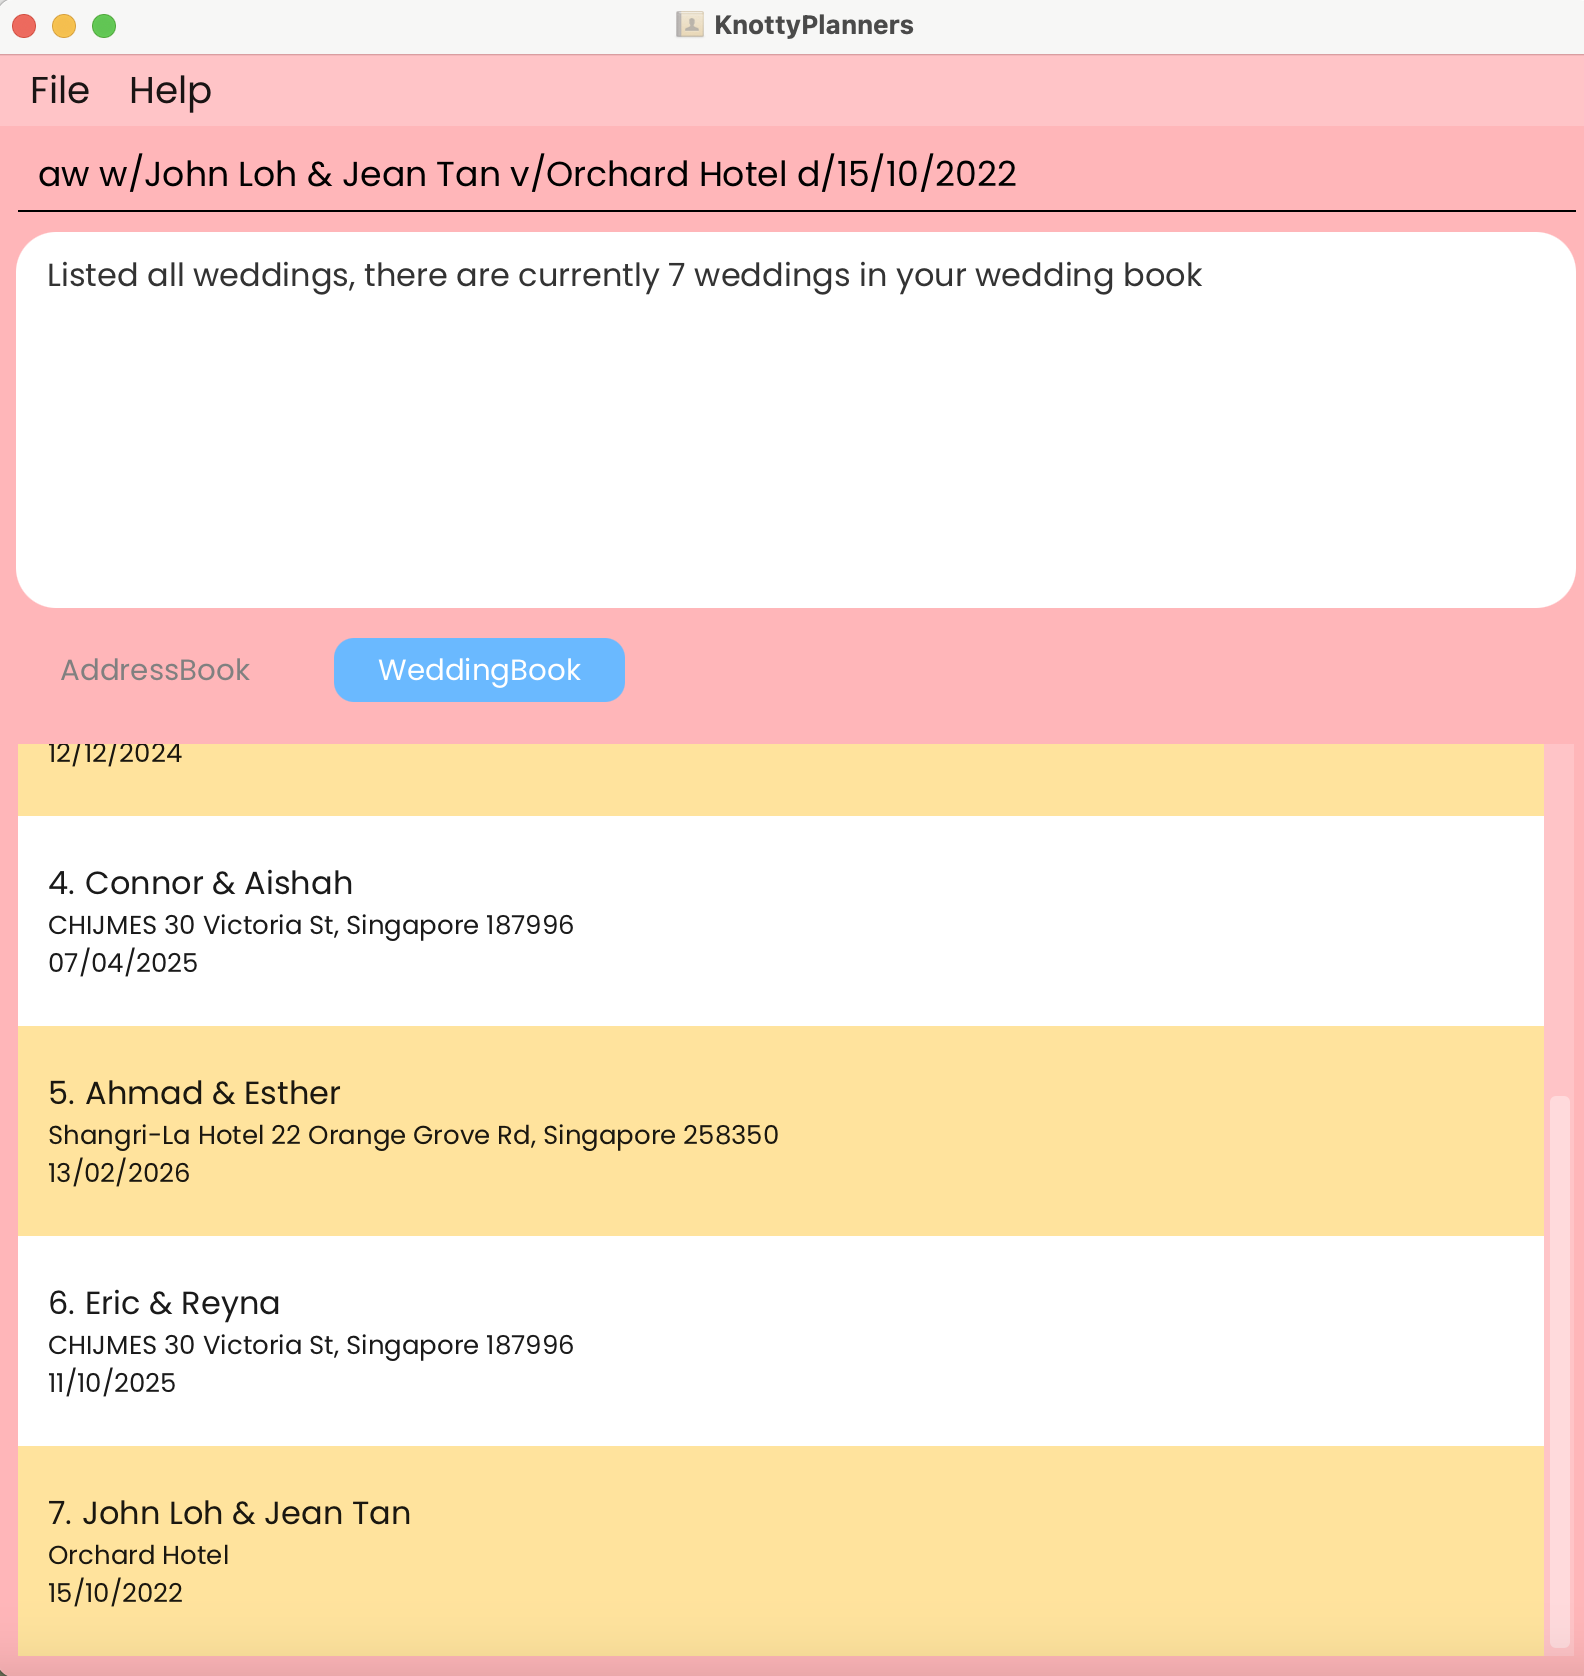 KnottyPlanners
File Help
aw w/John Loh & Jean Tan v/Orchard Hotel d/15/10/2022
Listed all weddings, there are currently 7 weddings in your wedding book
AddressBook WeddingBook
12/12/2024
4. Connor & Aishah
CHIJMES 30 Victoria St, Singapore 187996
07/04/2025
5. Ahmad & Esther
Shangri-La Hotel 22 Orange Grove Rd, Singapore 258350
13/02/2026
6. Eric & Reyna
CHIJMES 30 Victoria St, Singapore 187996
11/10/2025
7. John Loh & Jean Tan
Orchard Hotel
15/10/2022